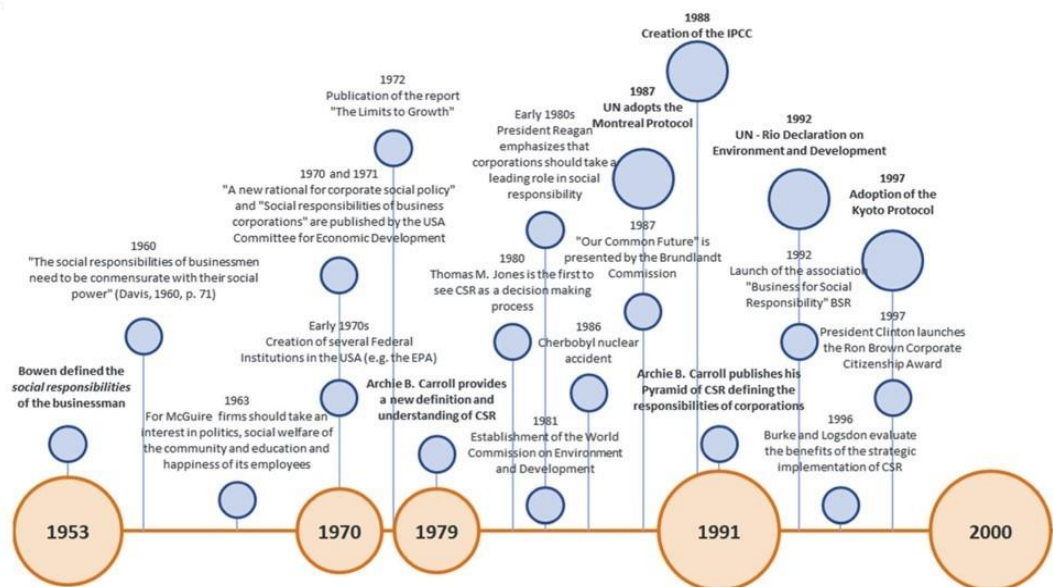 1988
Creation of the IPCC
1972
Publication of the report
"The Limits to Growth"
1987
UN adopts the
Montreal Protocol
Early 1980s
President Reagan
emphasizes that
corporations should take a
leading role in social
responsibility
1992
UN - Rio Declaration on
Environment and Development
1970 and 1971
"A new rational for corporate social policy"
and "Social responsibilities of business
corporations" are published by the USA
Committee for Economic Development
1997
Adoption of the
Kyoto Protocol
1960
"The social responsibilities of businessmen
need to be conmensurate with their social
power" (Davis, 1960, p. 71)
1987
"Our Common Future" is
presented by the Brundlandt
Commission
1980
Thomas M. Jones is the first to
see CSR as a decision making
process
1992
Launch of the association
"Business for Social
Responsibility" BSR
Early 1970s
Creation of several Federal
Institutions in the USA (e.g. the EPA)
1986
Cherbobyl nuclear
accident
1997
President Clinton launches
the Ron Brown Corporate
Citizenship Award
Bowen defined the
social responsibilities
of the businessman
1963
For McGuire firms should take an
interest in politics, social welfare of
the community and education and
happiness of its employees
Archie B. Carroll provides
a new definition and
understanding of CSR
1981
Establishment of the World
Commission on Environment
and Development
Archie B. Carroll publishes his
Pyramid of CSR defining the
responsibilities of corporations
1996
Burke and Logsdon evaluate
the benefits of the strategic
implementation of CSR
1953
1970
1979
1991
2000